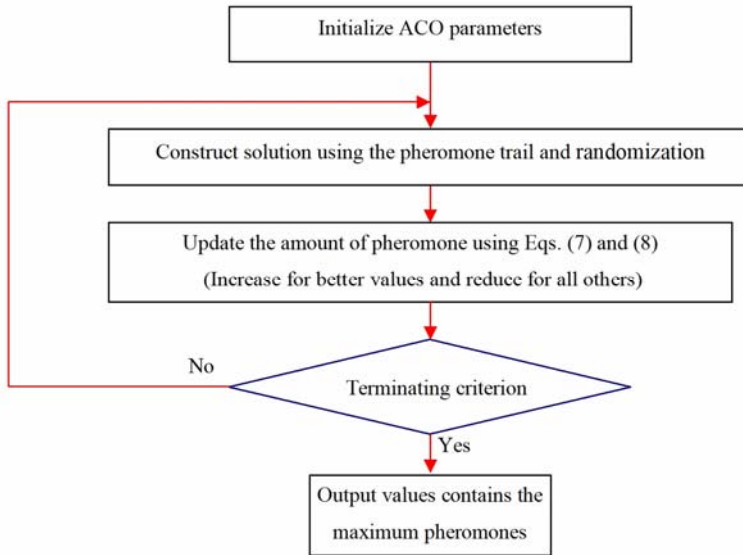 Initialize ACO parameters
Construct solution using the pheromone trail and randomization
Update the amount of pheromone using Eqs. (7) and (8)
(Increase for better values and reduce for all others)
No
Terminating criterion
Yes
Output values contains the
maximum pheromones